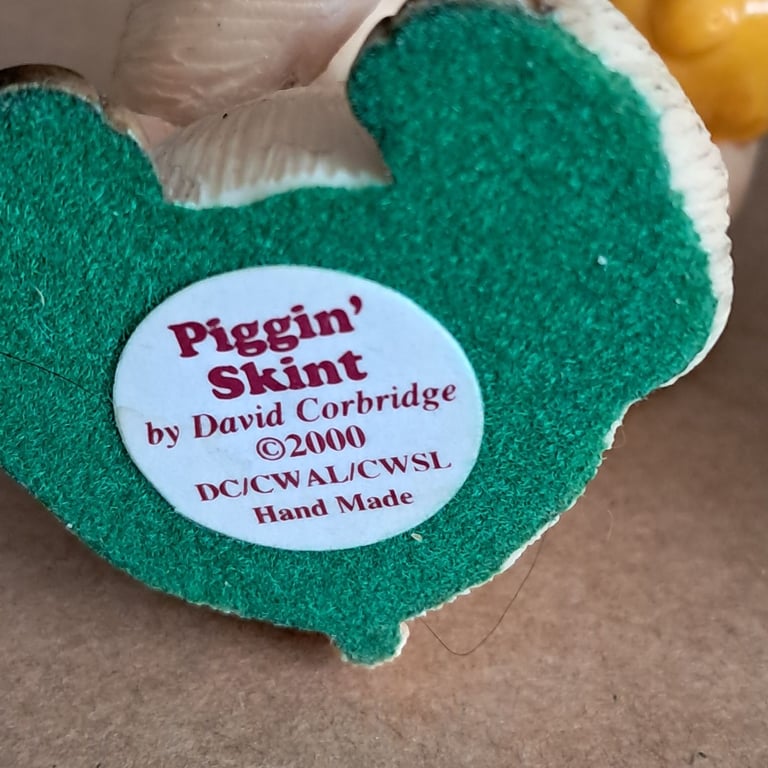 Piggin'
Skint
by David Corbridge
©2000
DC/CWAL/CWSL
Hand Made